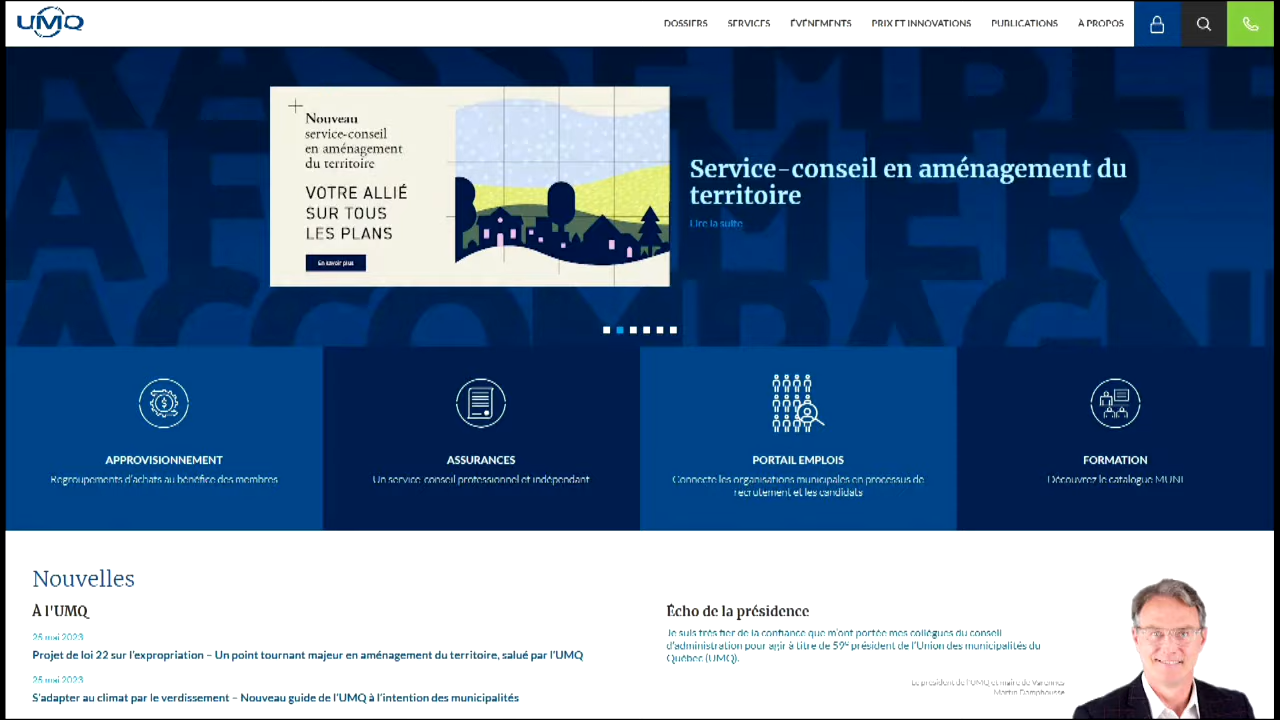 UMQ
DOSSIERS SERVICES ÉVÉNEMENTS PRIX ET INNOVATIONS PUBLICATIONS À PROPOS
RASSEMBLE
Nouveau
service-conseil
en aménagement
du territoire
VOTRE ALLIÉ
SUR TOUS
LES PLANS
En savoir plus
Service-conseil en aménagement du
territoire
Lire la suite
ACCOMPAGN
APPROVISIONNEMENT
Regroupements d'achats au bénéfice des membres
ASSURANCES
Un service-conseil professionnel et indépendant
PORTAIL EMPLOIS
Connecte les organisations municipales en processus de
recrutement et les candidats
FORMATION
Découvrez le catalogue MUNI
Nouvelles
À l'UMQ
25 mai 2023
Projet de loi 22 sur l'expropriation – Un point tournant majeur en aménagement du territoire, salué par l'UMQ
25 mai 2023
S'adapter au climat par le verdissement – Nouveau guide de l'UMQ à l'intention des municipalités
Écho de la présidence
Je suis très fier de la confiance que m'ont portée mes collègues du conseil
d'administration pour agir à titre de 59e président de l'Union des municipalités du
Québec (UMQ).
Le président de l'UMQ et maire de Varennes
Martin Damphousse